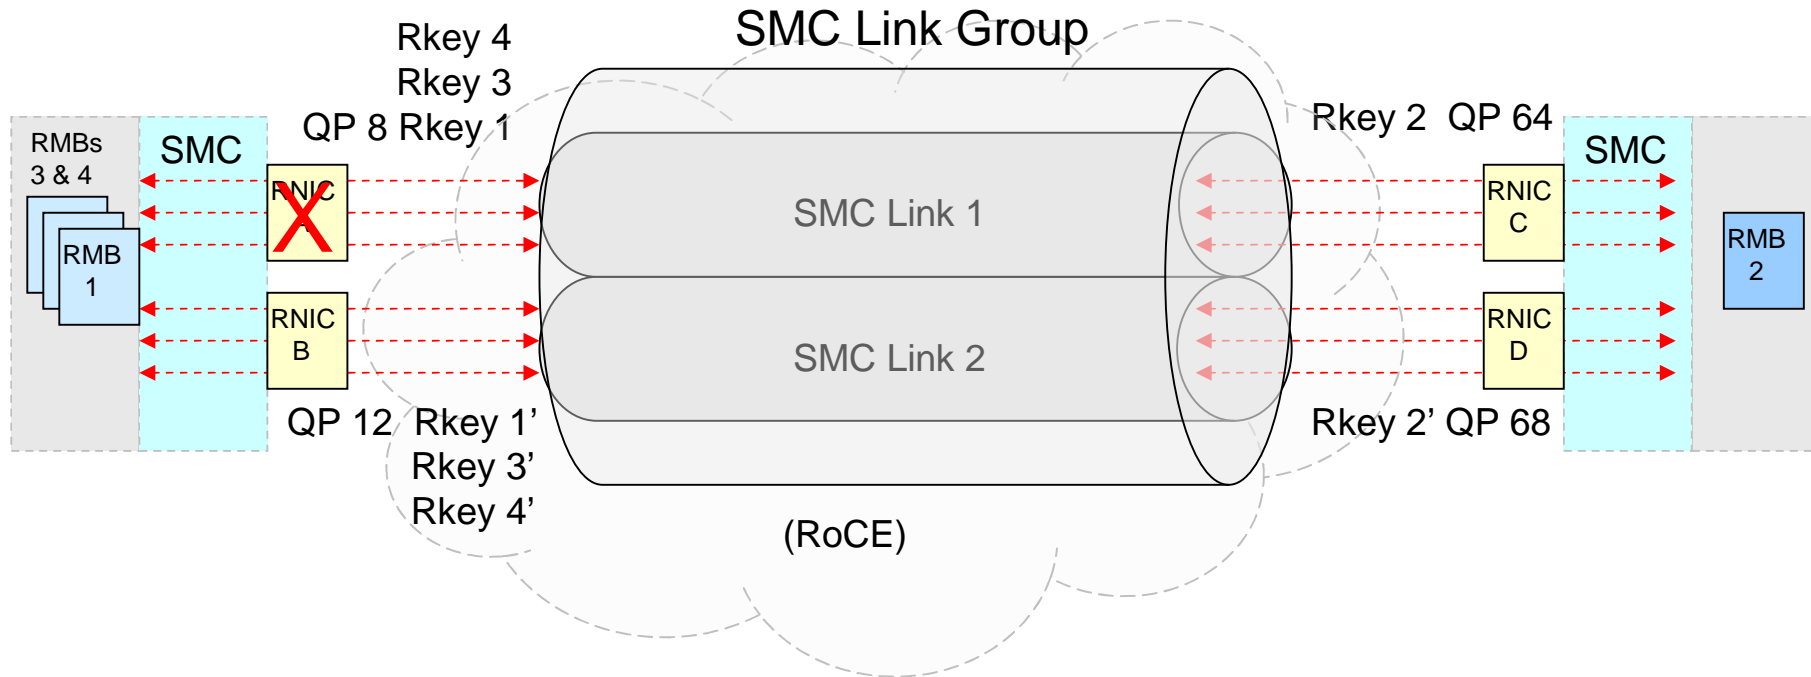 SMC Link Group
Rkey 4
Rkey 3
QP 8 Rkey 1
RMBs
3 & 4
SMC
RNIC
X
RMB
1
RNIC
B
QP 12 Rkey 1’
Rkey 3’
Rkey 4’
SMC Link 1
SMC Link 2
(RoCE)
Rkey 2 QP 64
SMC
RNIC
C
RMB
2
RNIC
D
Rkey 2’ QP 68